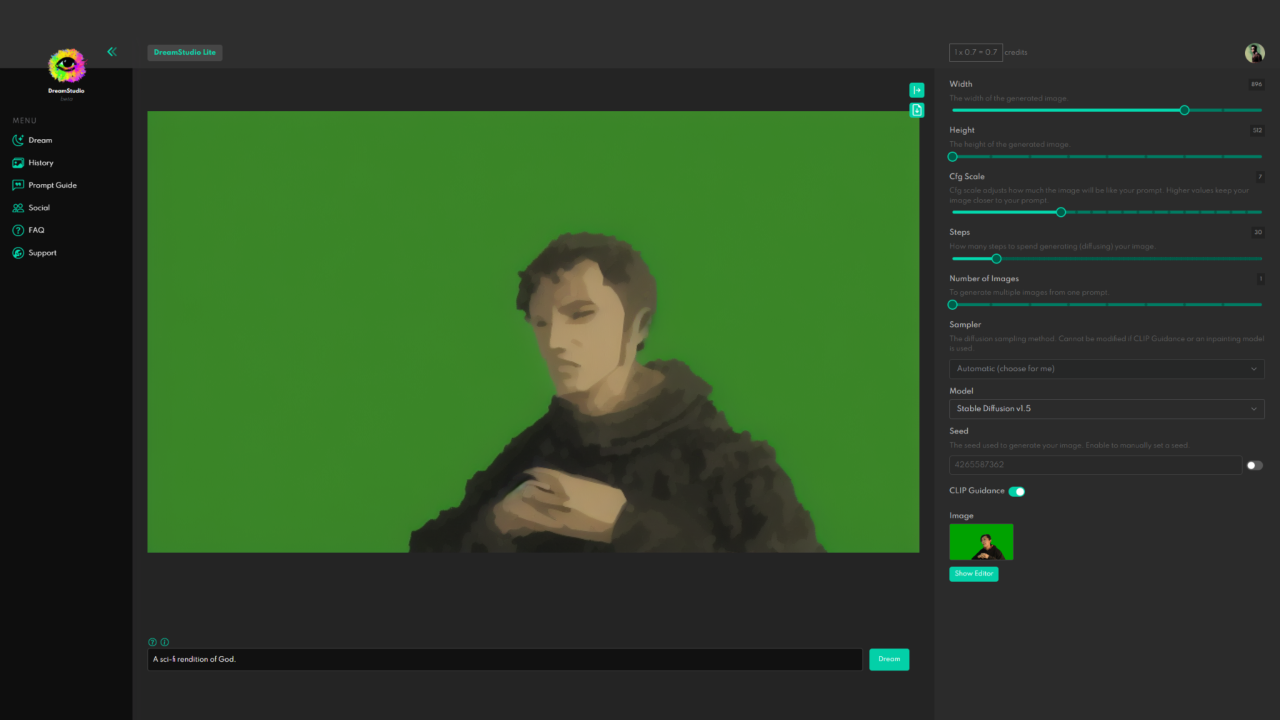 DreamStudio
beta
MENU
Dream
History
Prompt Guide
Social
FAQ
Support
DreamStudio Lite
A sci-fi rendition of God.
Dream
1 x 0.7 = 0.7 credits
Width 896
The width of the generated image.
Height 512
The height of the generated image.
Cfg Scale 7
Cfg scale adjusts how much the image will be like your prompt. Higher values keep your
image closer to your prompt.
Steps 30
How many steps to spend generating (diffusing) your image.
Number of Images 1
To generate multiple images from one prompt.
Sampler
The diffusion sampling method. Cannot be modified if CLIP Guidance or an inpainting model
is used.
Automatic (choose for me)
Model
Stable Diffusion v1.5
Seed
The seed used to generate your image. Enable to manually set a seed.
4265587362
CLIP Guidance
Image
Show Editor